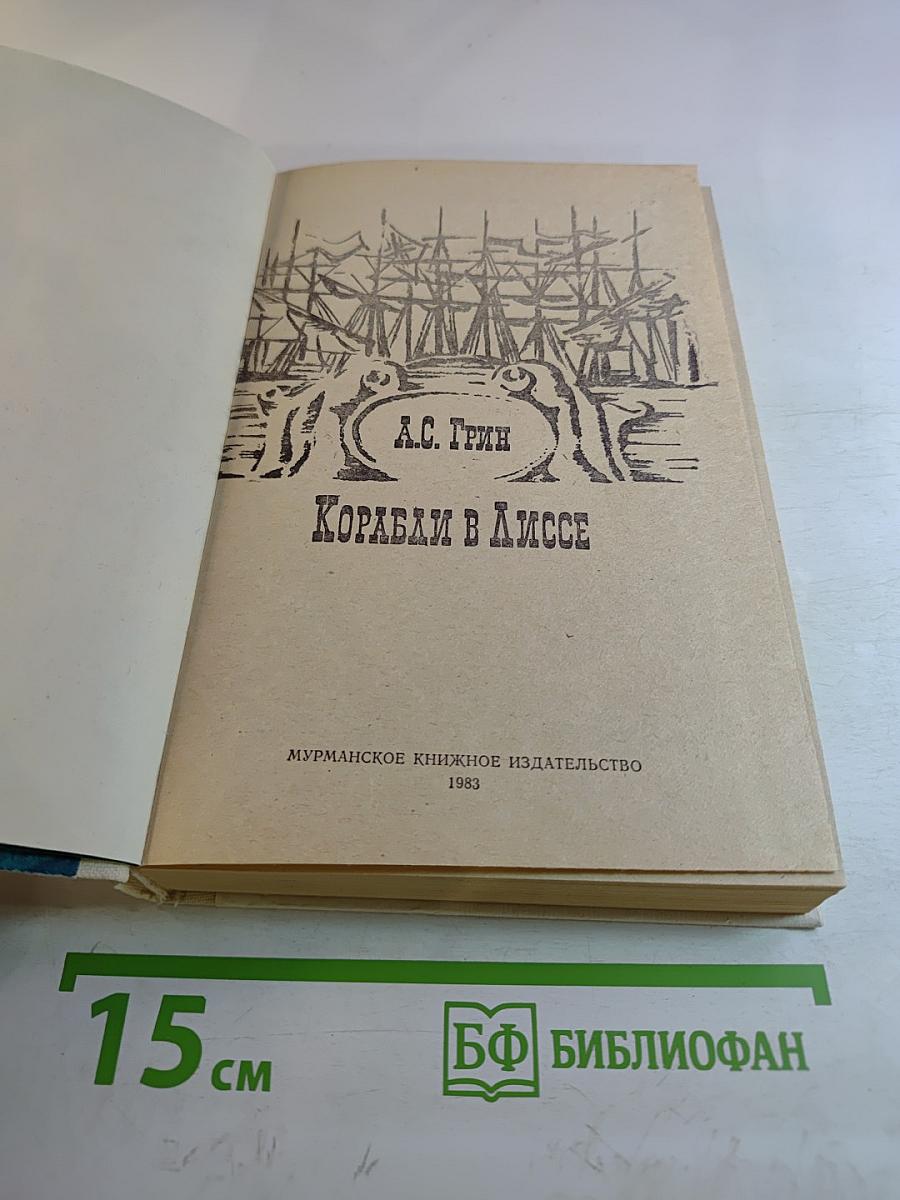 А.С. Грин
Корабли в Лиссе
МУРМАНСКОЕ КНИЖНОЕ ИЗДАТЕЛЬСТВО
1983
15 см
БФ БИБЛИОФАН